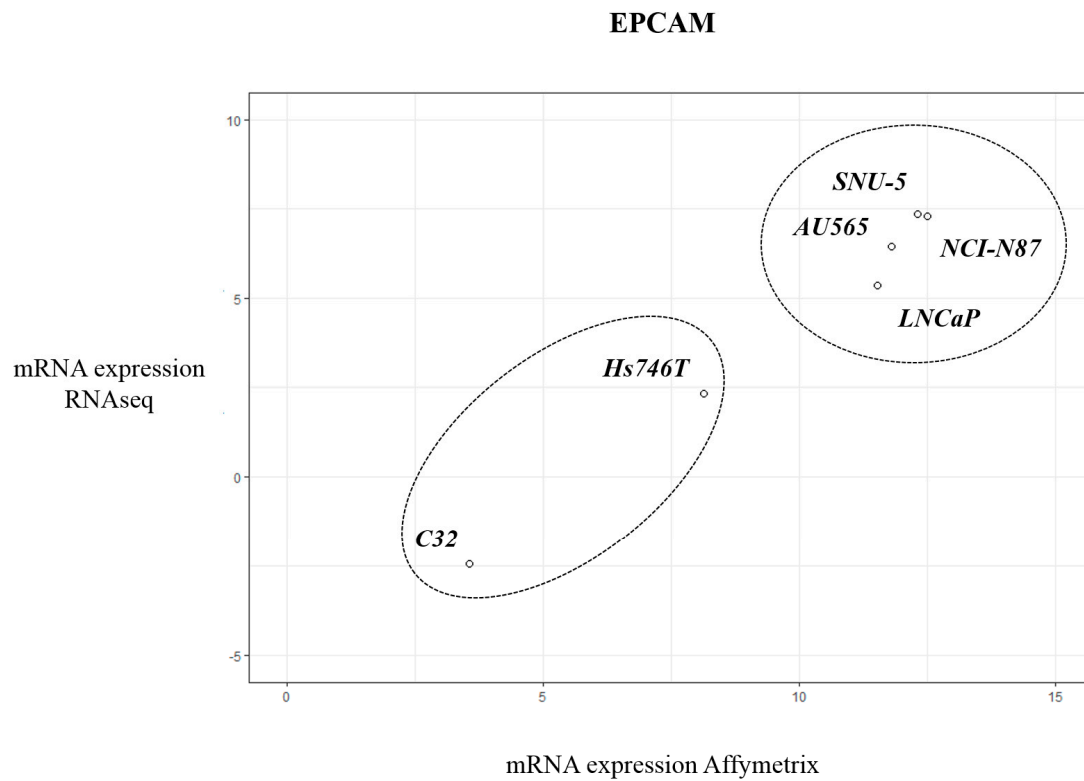 EPCAM
10
SNU-5
AU565
NCI-N87
5
LNCaP
Hs746T
mRNA expression
RNAseq
0
C32
-5
0
5
10
15
mRNA expression Affymetrix